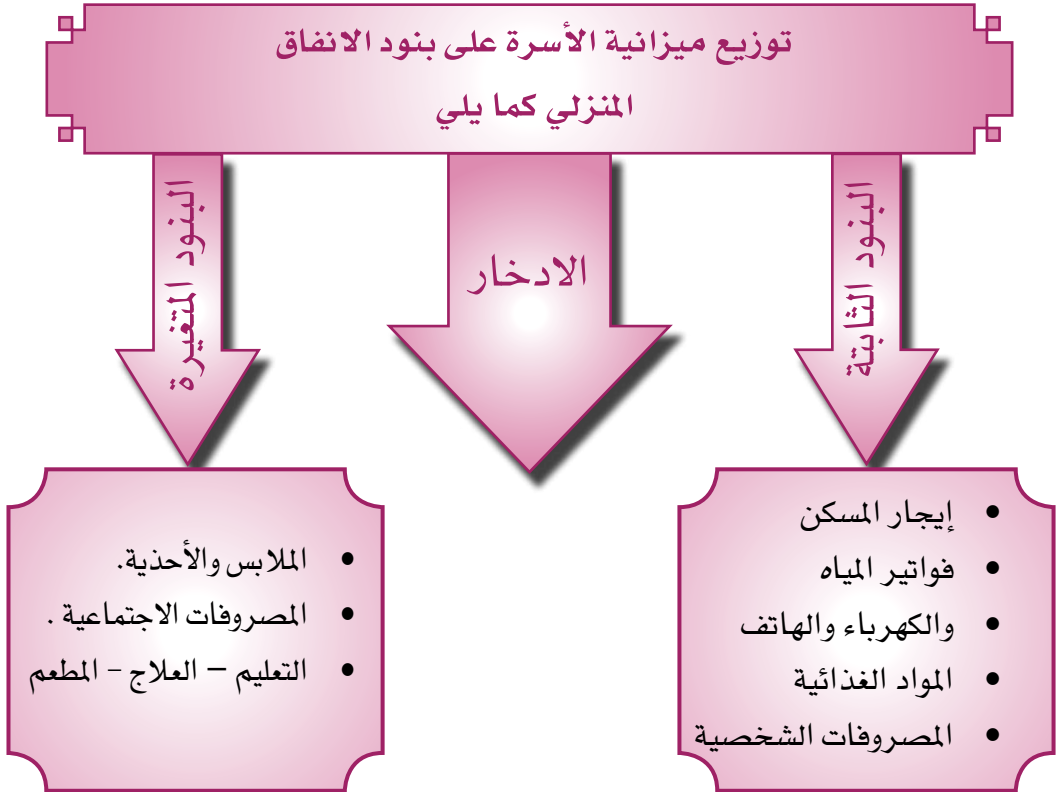 توزيع ميزانية الأسرة على بنود الانفاق
المنزلي كما يلي
البنود الثابتة
الادخار
البنود المتغيرة
• إيجار المسكن
• فواتير المياه
• والكهرباء والهاتف
• المواد الغذائية
• المصروفات الشخصية
• الملابس والأحذية.
• المصروفات الاجتماعية .
• التعليم – العلاج - المطعم